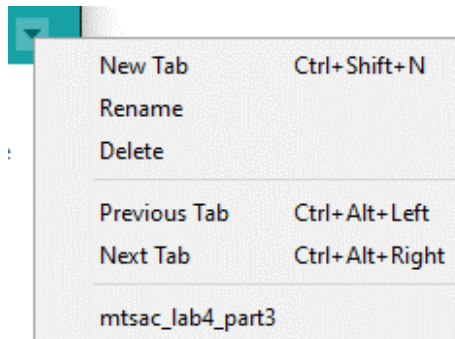 New Tab Ctrl+Shift+N
Rename
Delete
Previous Tab Ctrl+Alt+Left
Next Tab Ctrl+Alt+Right
mtsac_lab4_part3